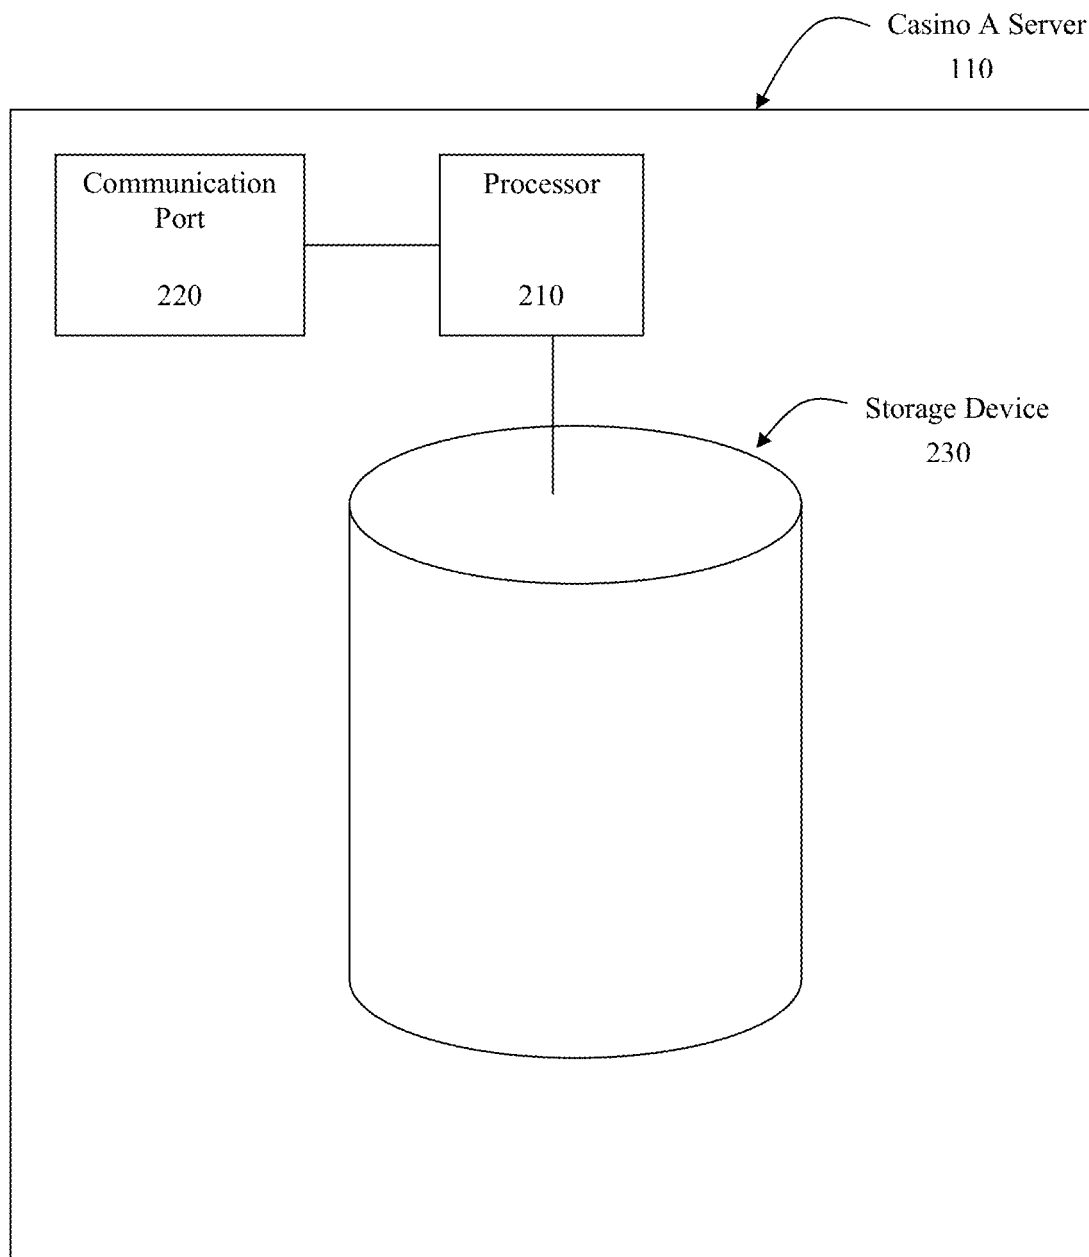 Casino A Server
110
Communication
Port
220
Processor
210
Storage Device
230